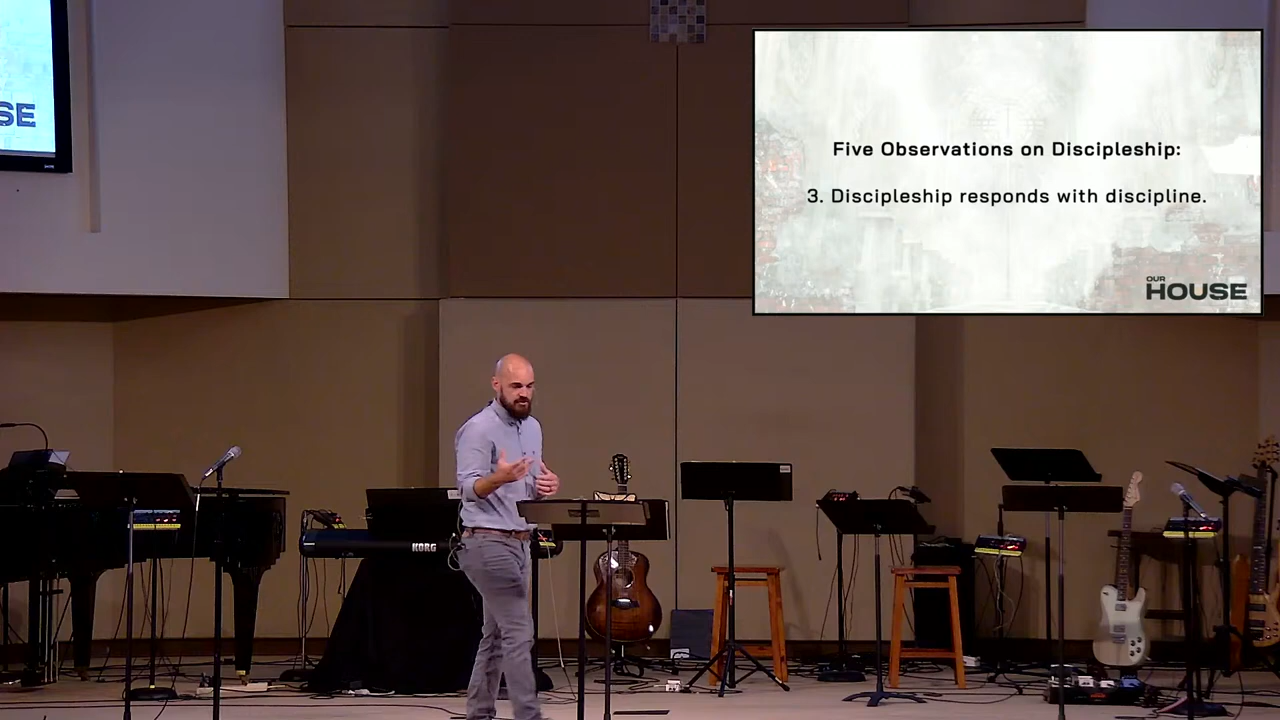 SE
Five Observations on Discipleship:
3. Discipleship responds with discipline.
OUR
HOUSE
KORG